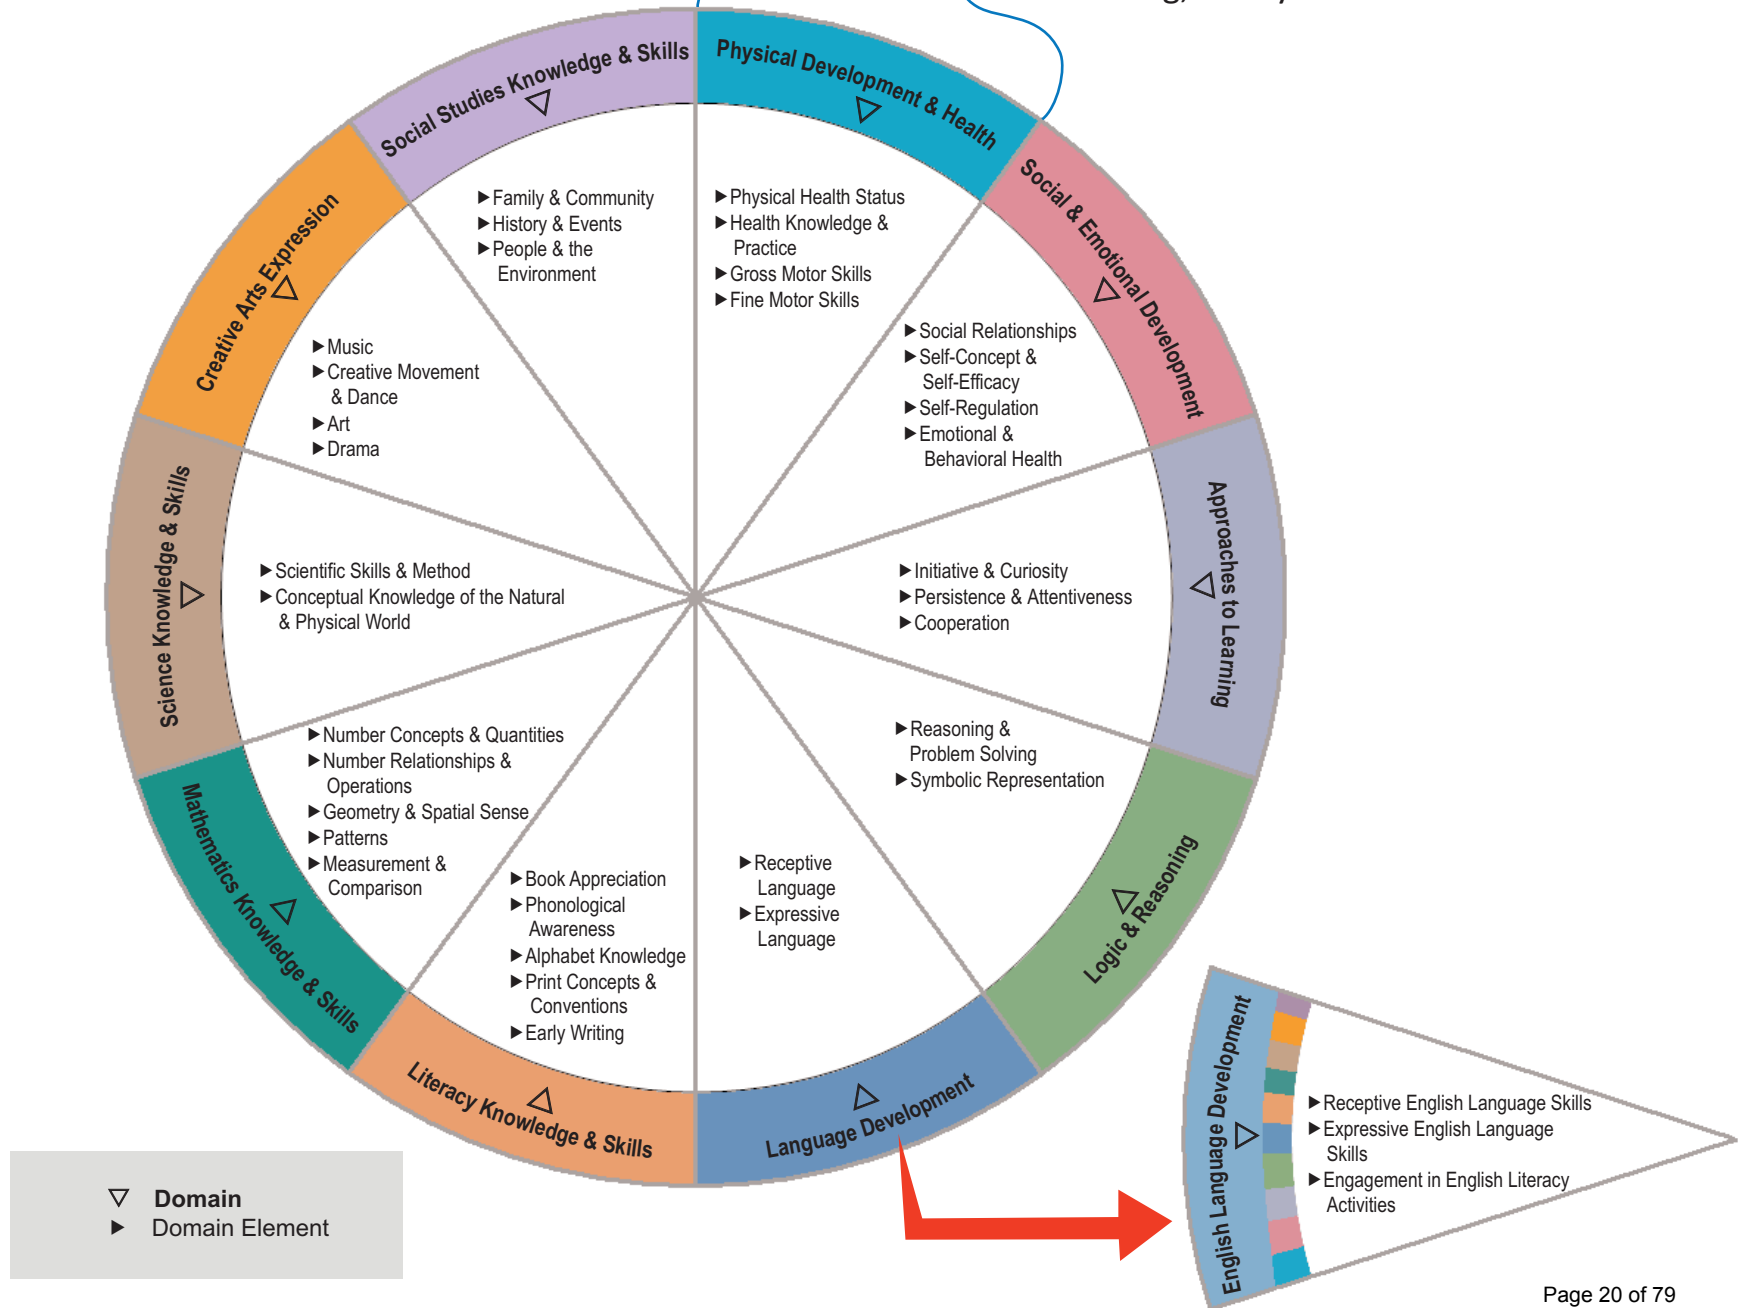 Social Studies Knowledge & Skills
Physical Development & Health
Social & Emotional Development
Approaches to Learning
Logic & Reasoning
Language Development
Literacy Knowledge & Skills
Mathematics Knowledge & Skills
Science Knowledge & Skills
Creative Arts Expression
Family & Community
History & Events
People & the
Environment
Physical Health Status
Health Knowledge &
Practice
Gross Motor Skills
Fine Motor Skills
Social Relationships
Self-Concept &
Self-Efficacy
Self-Regulation
Emotional &
Behavioral Health
Initiative & Curiosity
Persistence & Attentiveness
Cooperation
Reasoning &
Problem Solving
Symbolic Representation
Receptive
Language
Expressive
Language
Book Appreciation
Phonological
Awareness
Alphabet Knowledge
Print Concepts &
Conventions
Early Writing
Number Concepts & Quantities
Number Relationships &
Operations
Geometry & Spatial Sense
Patterns
Measurement &
Comparison
Scientific Skills & Method
Conceptual Knowledge of the Natural
& Physical World
Music
Creative Movement
& Dance
Art
Drama
English Language Development
Receptive English Language Skills
Expressive English Language
Skills
Engagement in English Literacy
Activities
Domain
Domain Element
Page 20 of 79